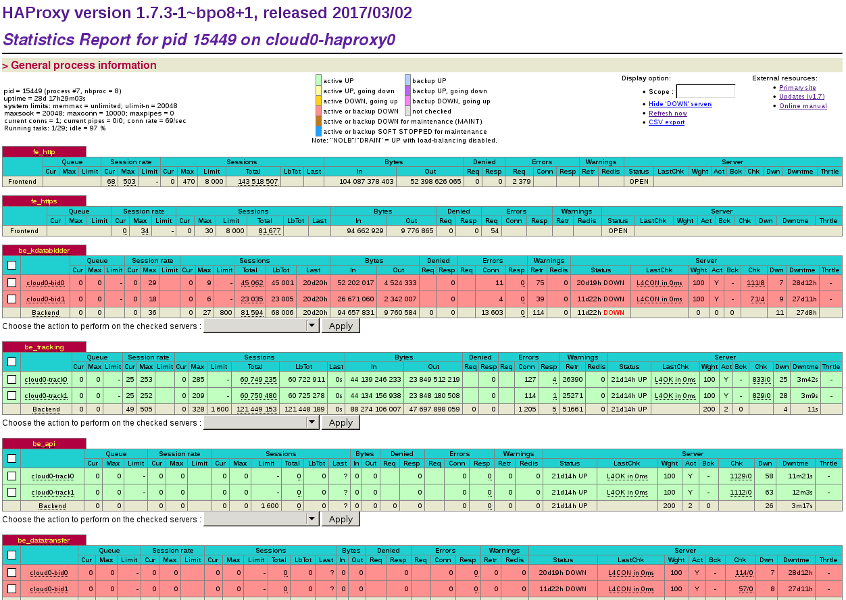 HAProxy version 1.7.3-1~bpo8+1, released 2017/03/02
Statistics Report for pid 15449 on cloud0-haproxy0
> General process information
pid = 15449 (process #7, nbproc = 8)
uptime = 28d 17h29m03s
system limits: memmax = unlimited; ulimit-n = 20048
maxsock = 20048; maxconn = 10000; maxpipes = 0
current conns = 1; current pipes = 0/0; conn rate = 69/sec
Running tasks: 1/29; idle = 97 %
active UP
backup UP
active UP, going down
backup UP, going down
active DOWN, going up
backup DOWN, going up
active or backup DOWN
not checked
active or backup DOWN for maintenance (MAINT)
active or backup SOFT STOPPED for maintenance
Note: "NOLB"/"DRAIN" = UP with load-balancing disabled.
Display option:
Scope :
Hide 'DOWN' servers
Refresh now
CSV export
External resources:
Primary site
Updates (v1.7)
Online manual
fe_http
Queue Session rate Sessions Bytes Denied Errors Warnings Server
Cur Max Limit Cur Max Limit Cur Max Limit Total LbTot Last In Out Req Resp Req Conn Resp Retr Redis Status LastChk Wght Act Bck Chk Dwn Dwntme Thrtle
Frontend 68 503 - 0 470 8 000 143 518 507 104 087 378 403 52 398 626 065 0 0 2 379 OPEN
fe_https
Queue Session rate Sessions Bytes Denied Errors Warnings Server
Cur Max Limit Cur Max Limit Cur Max Limit Total LbTot Last In Out Req Resp Req Conn Resp Retr Redis Status LastChk Wght Act Bck Chk Dwn Dwntme Thrtle
Frontend 0 34 - 0 30 8 000 81 677 94 662 929 9 776 865 0 0 54 OPEN
be_kdatabidder
Queue Session rate Sessions Bytes Denied Errors Warnings Server
Cur Max Limit Cur Max Limit Cur Max Limit Total LbTot Last In Out Req Resp Req Conn Resp Retr Redis Status LastChk Wght Act Bck Chk Dwn Dwntme Thrtle
cloud0-bid0 0 0 - 0 29 0 9 - 45 062 45 001 20d20h 52 202 017 4 524 333 0 11 0 75 0 20d19h DOWN L4CON in 0ms 100 Y - 111/8 7 28d12h -
cloud0-bid1 0 0 - 0 18 0 6 - 23 035 23 005 20d20h 26 671 060 2 342 007 0 4 0 39 0 11d22h DOWN L4CON in 0ms 100 Y - 71/4 9 27d11h -
Backend 0 0 0 36 0 27 800 81 594 68 006 20d20h 94 657 831 9 760 584 0 0 13 603 0 114 0 11d22h DOWN 0 0 0 11 27d8h
Choose the action to perform on the checked servers : Apply
be_tracking
Queue Session rate Sessions Bytes Denied Errors Warnings Server
Cur Max Limit Cur Max Limit Cur Max Limit Total LbTot Last In Out Req Resp Req Conn Resp Retr Redis Status LastChk Wght Act Bck Chk Dwn Dwntme Thrtle
cloud0-track0 0 0 - 25 253 0 285 - 60 749 235 60 722 911 0s 44 139 246 233 23 849 512 219 0 127 4 26390 0 21d14h UP L4OK in 0ms 100 Y - 833/0 25 3m42s -
cloud0-track1 0 0 - 25 252 0 209 - 60 750 480 60 725 278 0s 44 134 156 938 23 848 180 508 0 114 1 25271 0 21d14h UP L4OK in 0ms 100 Y - 829/0 28 3m9s -
Backend 0 0 49 505 0 328 1 600 121 449 153 121 448 189 0s 88 274 106 007 47 697 898 059 0 0 1 205 5 51661 0 21d14h UP 200 2 0 4 11s
Choose the action to perform on the checked servers : Apply
be_api
Queue Session rate Sessions Bytes Denied Errors Warnings Server
Cur Max Limit Cur Max Limit Cur Max Limit Total LbTot Last In Out Req Resp Req Conn Resp Retr Redis Status LastChk Wght Act Bck Chk Dwn Dwntme Thrtle
cloud0-track0 0 0 - 0 0 0 0 - 0 0 ? 0 0 0 0 0 0 0 21d14h UP L4OK in 0ms 100 Y - 1129/0 58 11m21s -
cloud0-track1 0 0 - 0 0 0 0 - 0 0 ? 0 0 0 0 0 0 0 21d14h UP L4OK in 0ms 100 Y - 1112/0 63 12m3s -
Backend 0 0 0 0 0 0 1 600 0 0 ? 0 0 0 0 0 0 0 0 21d14h UP 200 2 0 26 3m17s
Choose the action to perform on the checked servers : Apply
be_datatransfer
Queue Session rate Sessions Bytes Denied Errors Warnings Server
Cur Max Limit Cur Max Limit Cur Max Limit Total LbTot Last In Out Req Resp Req Conn Resp Retr Redis Status LastChk Wght Act Bck Chk Dwn Dwntme Thrtle
cloud0-bid0 0 0 - 0 0 0 0 - 0 0 ? 0 0 0 0 0 0 0 20d19h DOWN L4CON in 0ms 100 Y - 114/0 7 28d12h -
cloud0-bid1 0 0 - 0 0 0 0 - 0 0 ? 0 0 0 0 0 0 0 11d22h DOWN L4CON in 0ms 100 Y - 57/0 8 27d11h -